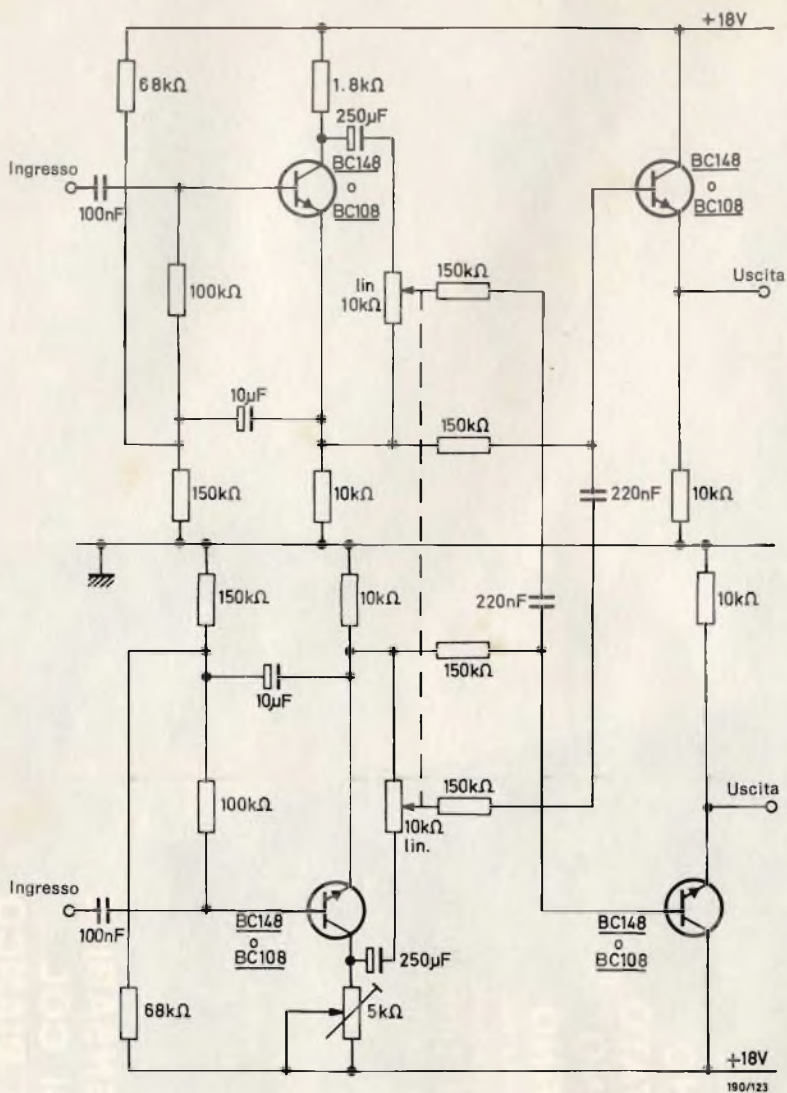 +18V
68kΩ
1.8kΩ
250µF
BC148
o
BC108
BC148
o
BC108
Ingresso
100nF
100kΩ
lin
10kΩ
150kΩ
Uscita
10µF
150kΩ
150kΩ
10kΩ
220nF
10kΩ
150kΩ
10kΩ
220nF
10kΩ
10µF
150kΩ
100kΩ
10kΩ
lin.
150kΩ
Uscita
Ingresso
100nF
BC148
o
BC108
250µF
BC148
o
BC108
68kΩ
5kΩ
+18V
190/123